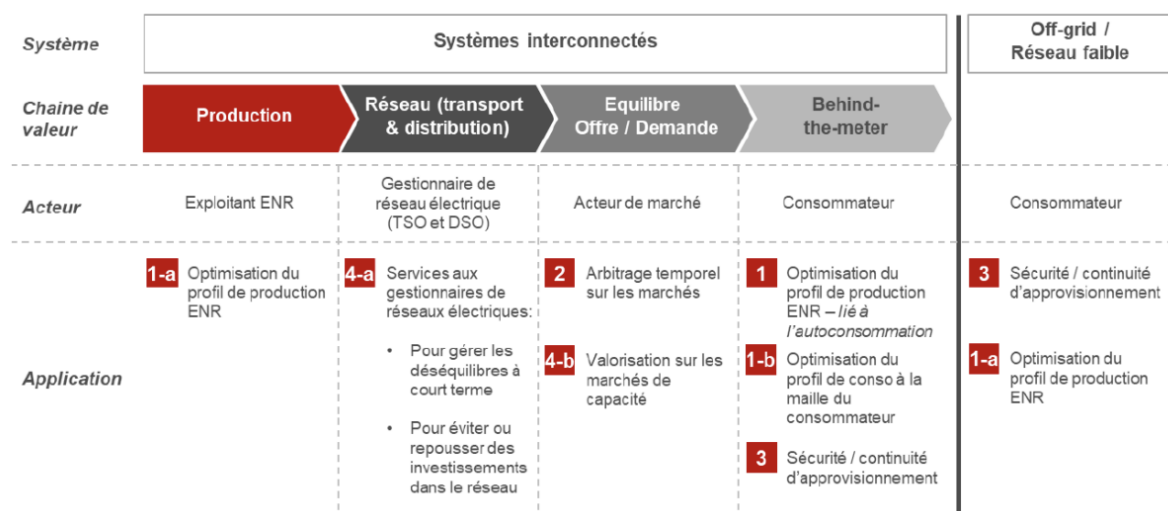 Système
Systèmes interconnectés
Off-grid /
Réseau faible
Chaine de
valeur
Production
Réseau (transport
& distribution)
Equilibre
Offre / Demande
Behind-
the-meter
Acteur
Exploitant ENR
Gestionnaire de
réseau électrique
(TSO et DSO)
Acteur de marché
Consommateur
Consommateur
Application
1-a
Optimisation du
profil de production
ENR
4-a
Services aux
gestionnaires de
réseaux électriques:
• Pour gérer les
déséquilibres à
court terme
• Pour éviter ou
repousser des
investissements
dans le réseau
2
Arbitrage temporel
sur les marchés
4-b
Valorisation sur les
marchés de
capacité
1
Optimisation du
profil de production
ENR – lié à
l'autoconsommation
1-b
Optimisation du
profil de conso à la
maille du
consommateur
3
Sécurité / continuité
d'approvisionnement
3
Sécurité / continuité
d'approvisionnement
1-a
Optimisation du
profil de production
ENR